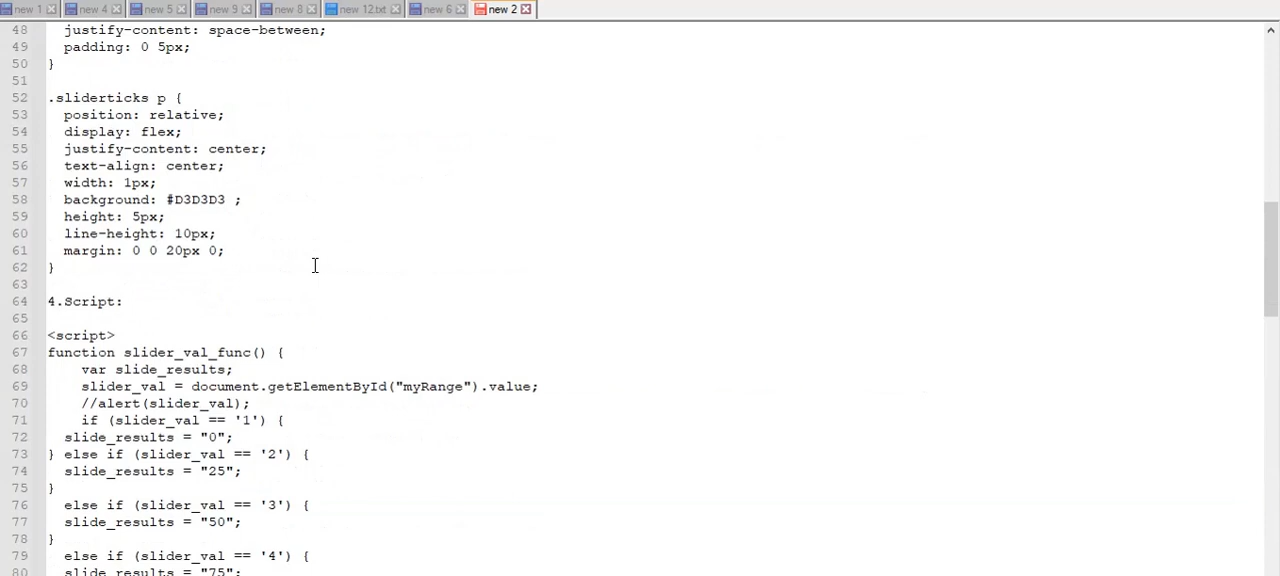 new 1 new 4 new 5 new 9 new 8 new 12.txt new 6 new 2
48 justify-content: space-between;
49 padding: 0 5px;
50 }
51
52 .sliderticks p {
53 position: relative;
54 display: flex;
55 justify-content: center;
56 text-align: center;
57 width: 1px;
58 background: #D3D3D3 ;
59 height: 5px;
60 line-height: 10px;
61 margin: 0 0 20px 0;
62 }
63
64 4.Script:
65
66 <script>
67 function slider_val_func() {
68 var slide_results;
69 slider_val = document.getElementById("myRange").value;
70 //alert(slider_val);
71 if (slider_val == '1') {
72 slide_results = "0";
73 } else if (slider_val == '2') {
74 slide_results = "25";
75 }
76 else if (slider_val == '3') {
77 slide_results = "50";
78 }
79 else if (slider_val == '4') {
80 slide_results = "75";